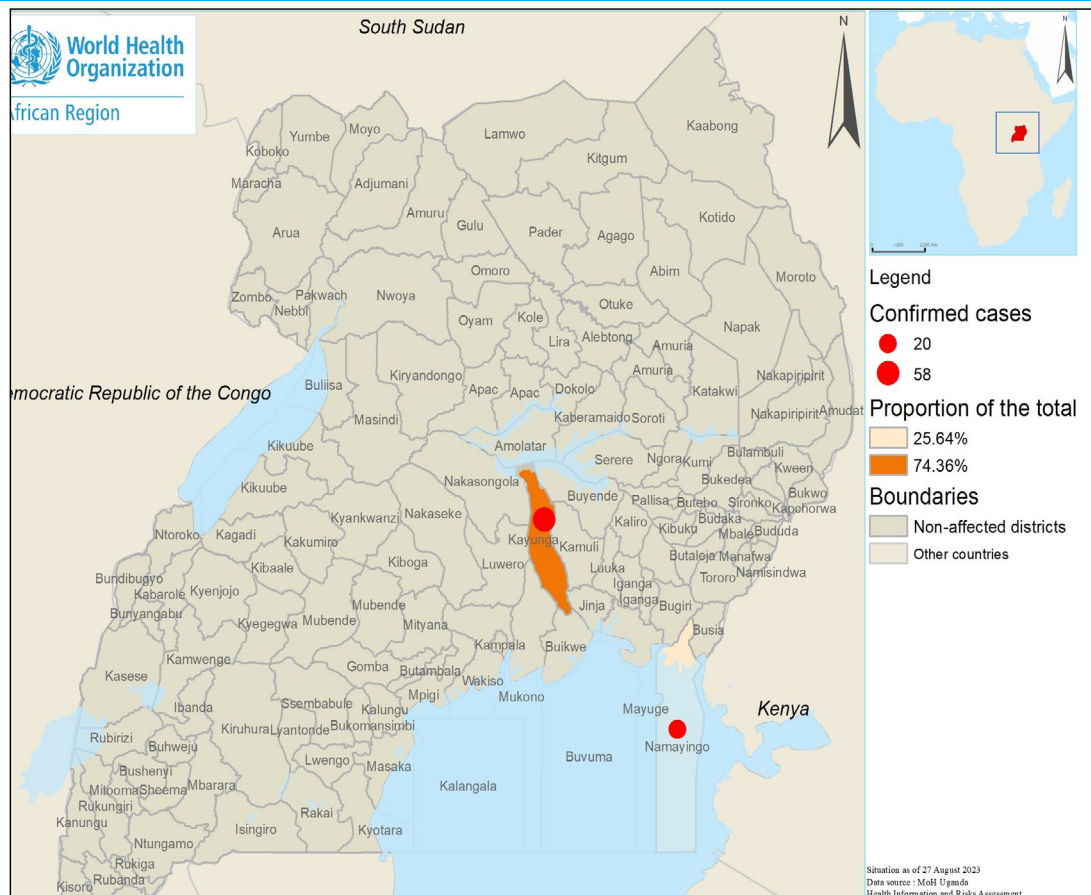 South Sudan
World Health
Organization
African Region
N
N
Kaabong
Moyo
Yumbe
Lamwo
Koboko
Kitgum
Maracha
Adjumani
Amuru
Kotido
Arua
Gulu
Pader
Agago
Omoro
Abim
Moroto
Zombo
Pakwach
Nwoya
Nebbi
Otuke
Oyam
Kole
Napak
Lira
Alebtong
Amuria
Amuria
Kiryandongo
Nakapiripirit
emocratic Republic of the Congo
Buliisa
Apac
Apac
Dokolo
Katakwi
Masindi
Kaberamaido
Soroti
Nakapiripirit
Amudat
Kikuube
Amolatar
Serere
Ngora
Kumi
Bulambuli
Kween
Nakasongola
Bukedea
Kikuube
Buyende
Pallisa
Butebo
Sironko
Bukwo
Kapchorwa
Kyankwanzi
Nakaseke
Kaliro
Kibuku
Budaka
Mbale
Bududa
Ntoroko
Kagadi
Kakumiro
Kayunga
Kamuli
Butaleja
Manafwa
Kiboga
Luwero
Luuka
Namisindwa
Kibaale
Tororo
Bundibugyo
Kabarole
Kyenjojo
Iganga
Iganga
Bunyangabu
Mubende
Jinja
Bugiri
Kyegegwa
Mubende
Mityana
Busia
Kampala
Buikwe
Kamwenge
Gomba
Butambala
Kasese
Wakiso
Mpigi
Mukono
Ibanda
Ssembabule
Kalungu
Mayuge
Kenya
Kiruhura
Lyantonde
Bukomansimbi
Rubirizi
Namayingo
Buhweju
Buvuma
Lwengo
Masaka
Bushenyi
Mitooma
Sheema
Mbarara
Kalangala
Rukungiri
Rakai
Kanungu
Isingiro
Kyotara
Ntungamo
Rukiga
Rubanda
Kisoro
Legend
Confirmed cases
20
58
Proportion of the total
25.64%
74.36%
Boundaries
Non-affected districts
Other countries
Situation as of 27 August 2023
Data source : MoH Uganda
Health Information and Risks Assessment